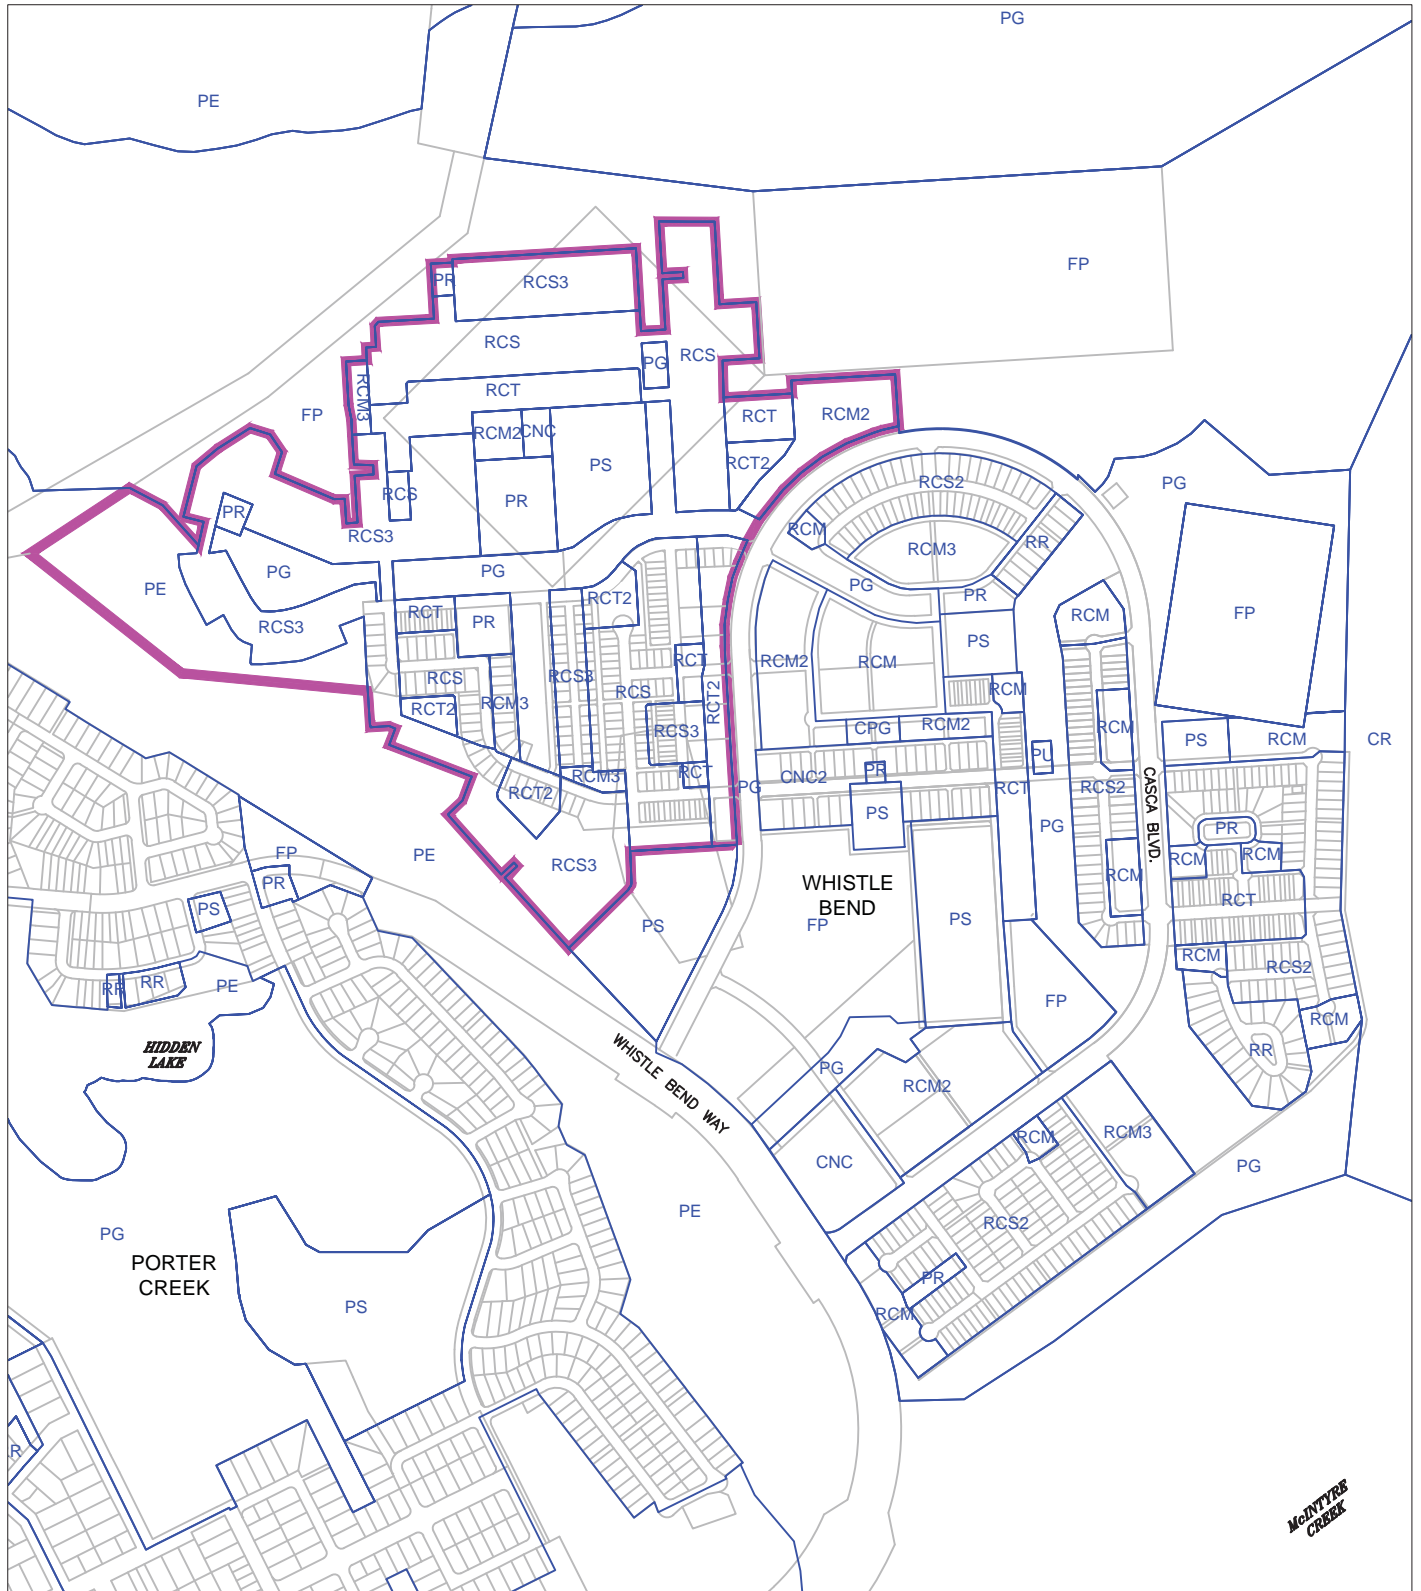 PG
PE
FP
PR
RCS3
RCS
PG
RCS
RCM3
RCT
FP
RCT
RCM2
RCM2
CNC
RCT2
PS
RCS2
PG
RCS
PR
PR
RCM
RCS3
RCM3
RR
PG
PG
PE
PG
RCT2
PR
RCT
PR
RCM
FP
RCS3
PS
RCT
RCM2
RCM
RCS3
RCS
RCS
RCM
RCT2
RCM3
RCT2
RCS3
CPG
RCM2
RCM
PS
RCM
CR
PU
RCM3
RCT
CNC2
PR
PG
RCT
RCS2
RCT2
PS
PG
CASCA BLVD.
PR
FP
PE
RCS3
RCM
RCM
PR
WHISTLE
BEND
RCM
RCT
PS
PS
FP
PS
RCM
RCS2
RR
RR
PE
FP
RCM
HIDDEN
LAKE
WHISTLE BEND WAY
RR
PG
RCM2
RCM
RCM3
CNC
PG
PE
RCS2
PG
PORTER
CREEK
PR
PS
RCM
R
McINTYRE
CREEK